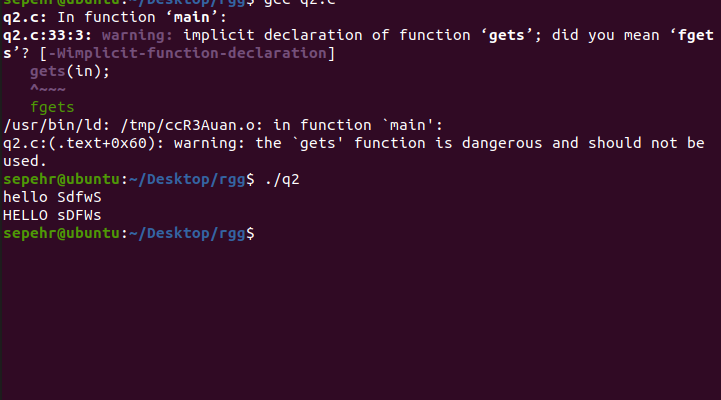 sepehr@ubuntu:~/Desktop/rgg$ gcc q2.c
q2.c: In function ‘main’:
q2.c:33:3: warning: implicit declaration of function ‘gets’; did you mean ‘fget
s’? [-Wimplicit-function-declaration]
   gets(in);
   ^~~~
   fgets
/usr/bin/ld: /tmp/ccR3Auan.o: in function `main':
q2.c:(.text+0x60): warning: the `gets' function is dangerous and should not be
used.
sepehr@ubuntu:~/Desktop/rgg$ ./q2
hello SdfwS
HELLO sDFWs
sepehr@ubuntu:~/Desktop/rgg$